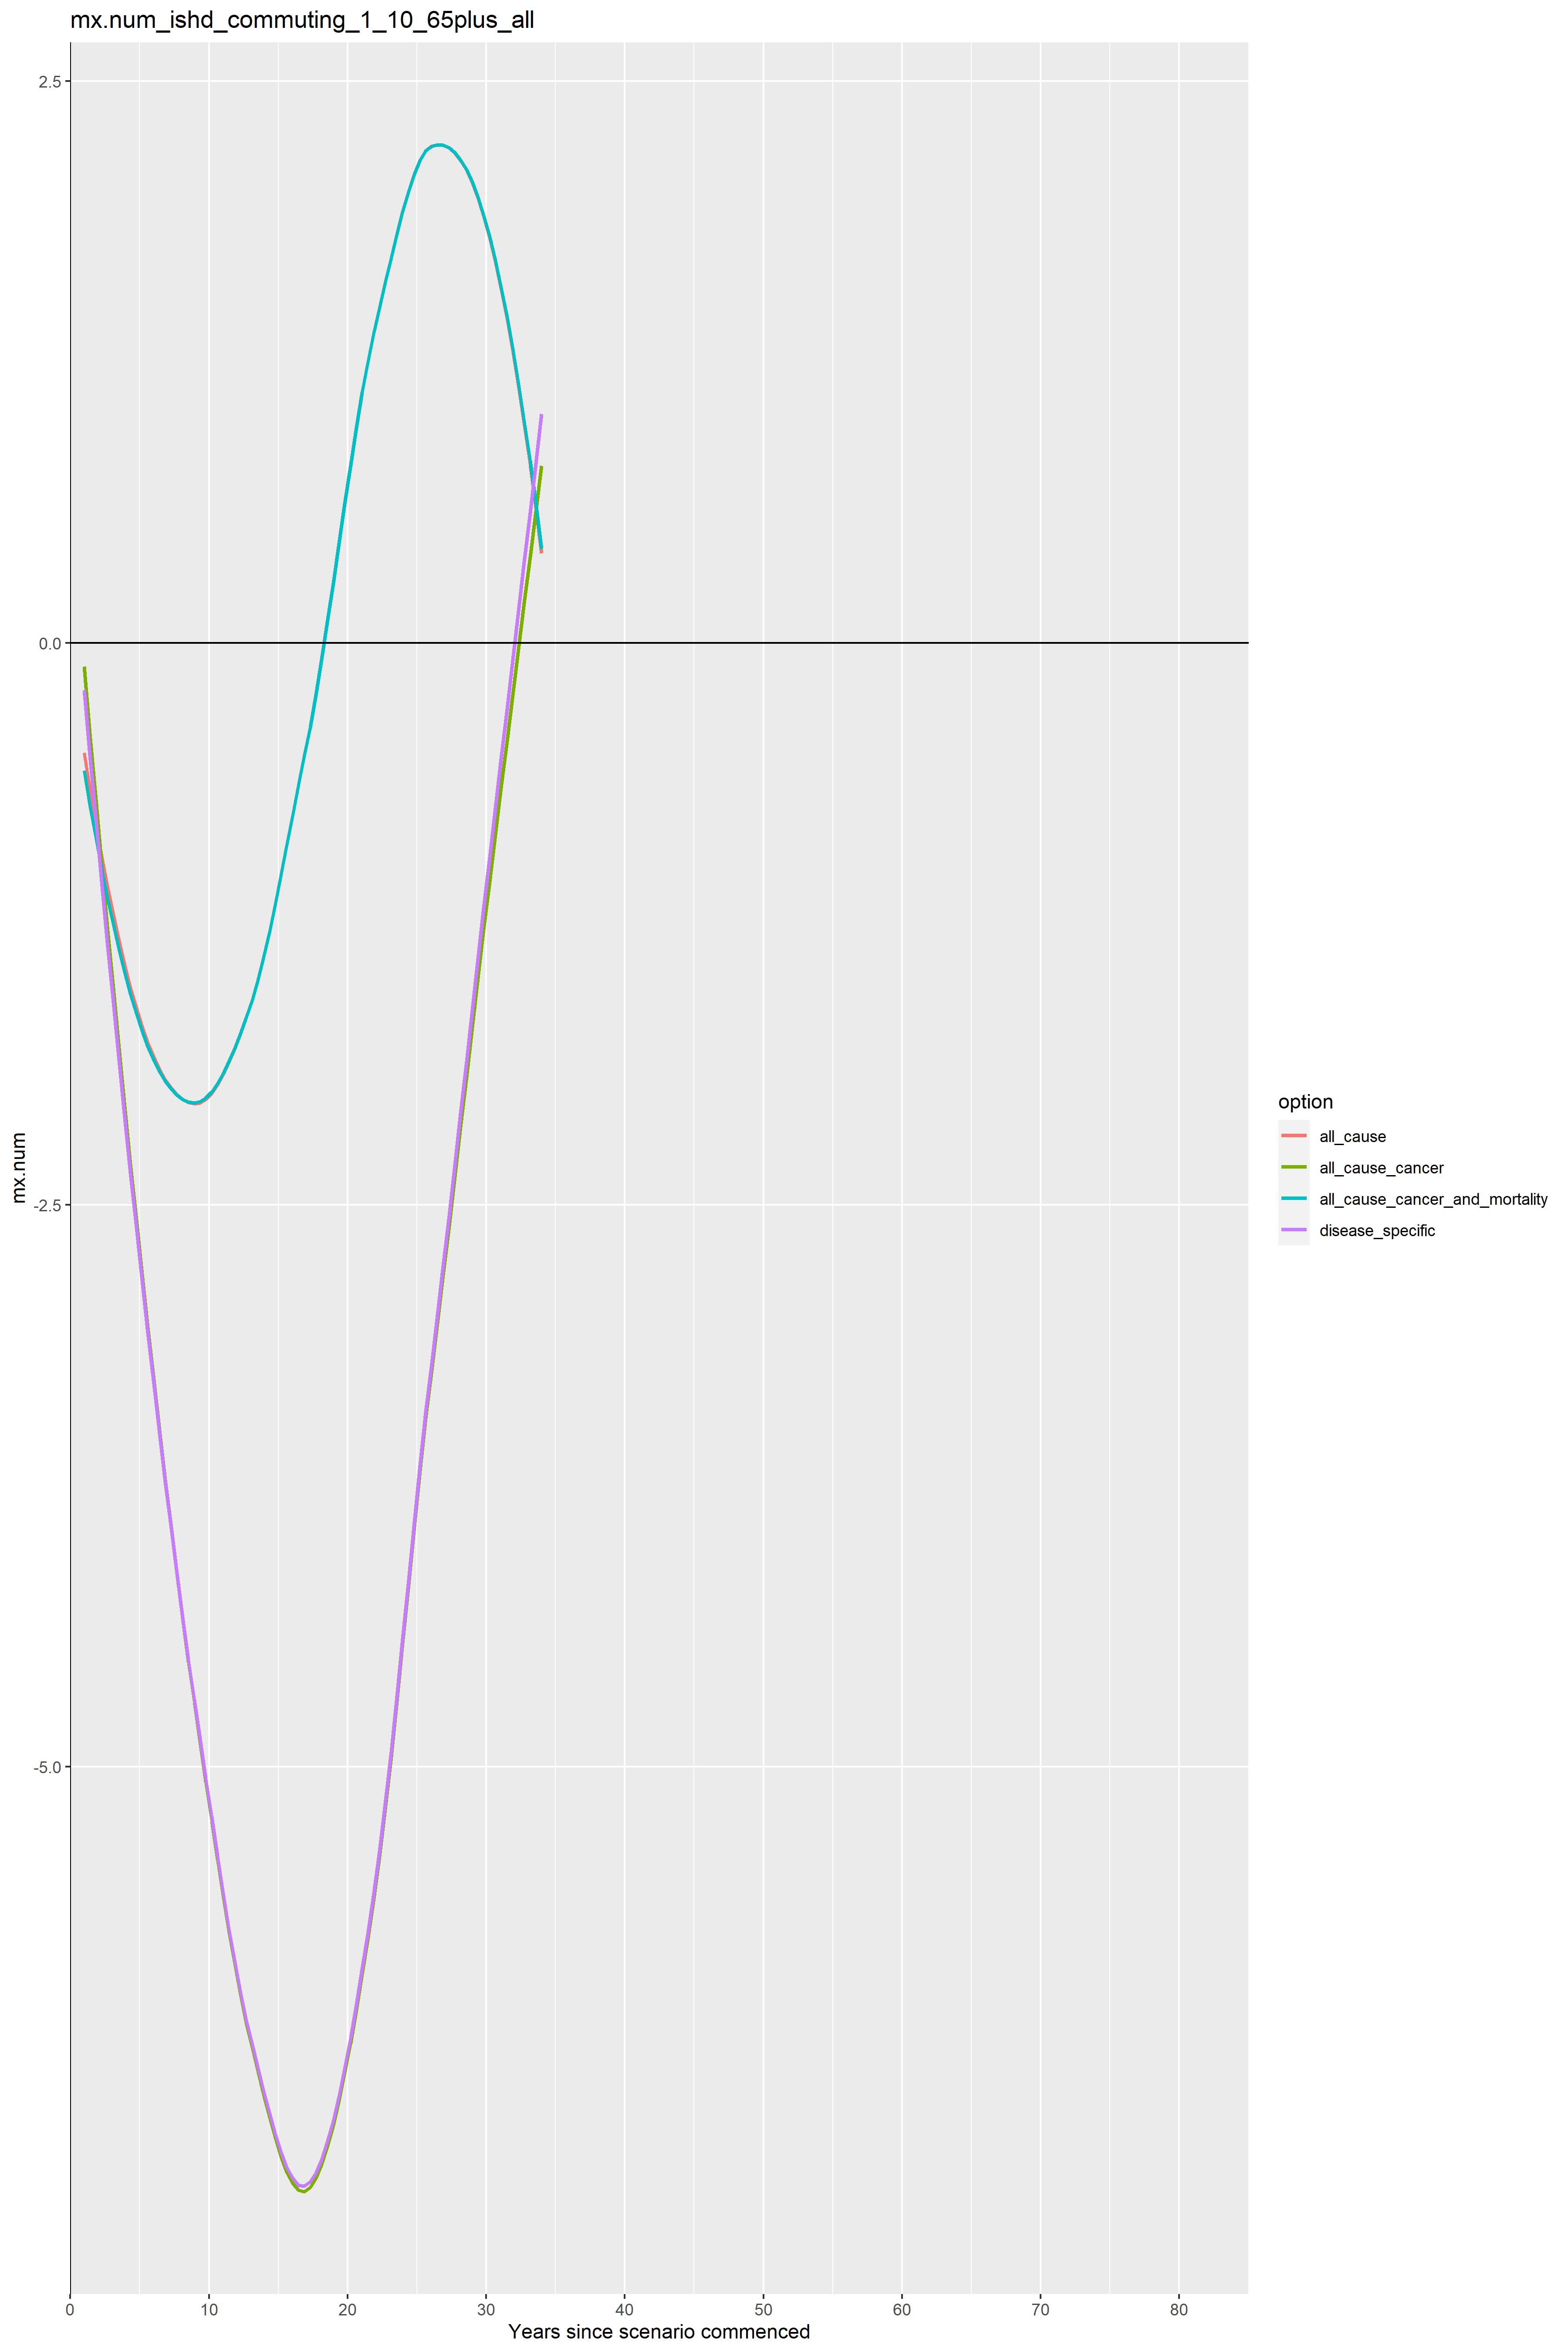 mx.num_ishd_commuting_1_10_65plus_all
2.5
0.0
-2.5
-5.0
mx.num
0 10 20 30 40 50 60 70 80
Years since scenario commenced
option
all_cause
all_cause_cancer
all_cause_cancer_and_mortality
disease_specific